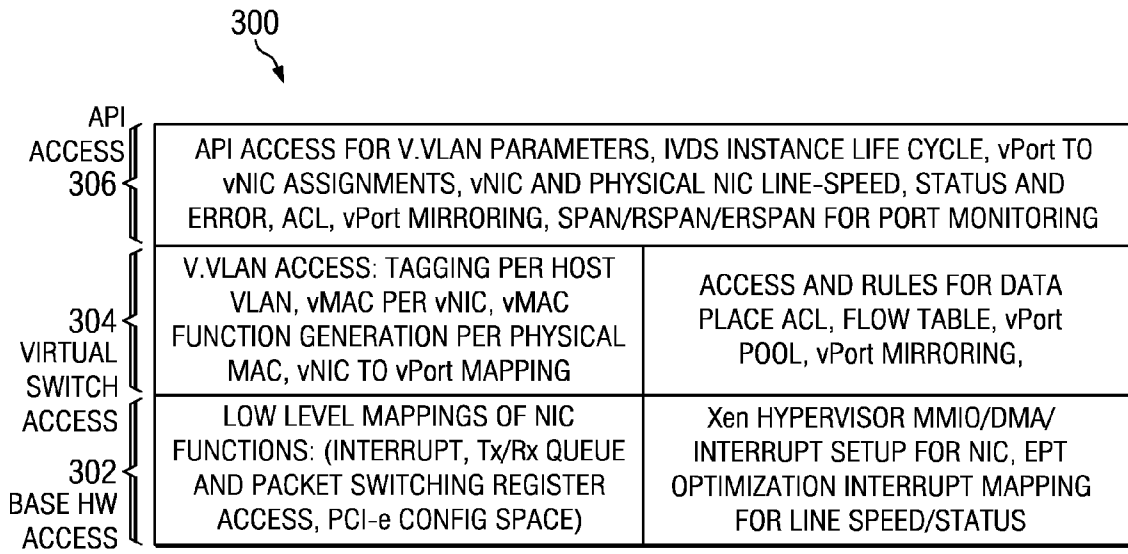 300
API
ACCESS
306
API ACCESS FOR V.VLAN PARAMETERS, IVDS INSTANCE LIFE CYCLE, vPort TO
vNIC ASSIGNMENTS, vNIC AND PHYSICAL NIC LINE-SPEED, STATUS AND
ERROR, ACL, vPort MIRRORING, SPAN/RSPAN/ERSPAN FOR PORT MONITORING
304
VIRTUAL
SWITCH
ACCESS
V.VLAN ACCESS: TAGGING PER HOST
VLAN, vMAC PER vNIC, vMAC
FUNCTION GENERATION PER PHYSICAL
MAC, vNIC TO vPort MAPPING
ACCESS AND RULES FOR DATA
PLACE ACL, FLOW TABLE, vPort
POOL, vPort MIRRORING,
302
BASE HW
ACCESS
LOW LEVEL MAPPINGS OF NIC
FUNCTIONS: (INTERRUPT, Tx/Rx QUEUE
AND PACKET SWITCHING REGISTER
ACCESS, PCI-e CONFIG SPACE)
Xen HYPERVISOR MMIO/DMA/
INTERRUPT SETUP FOR NIC, EPT
OPTIMIZATION INTERRUPT MAPPING
FOR LINE SPEED/STATUS